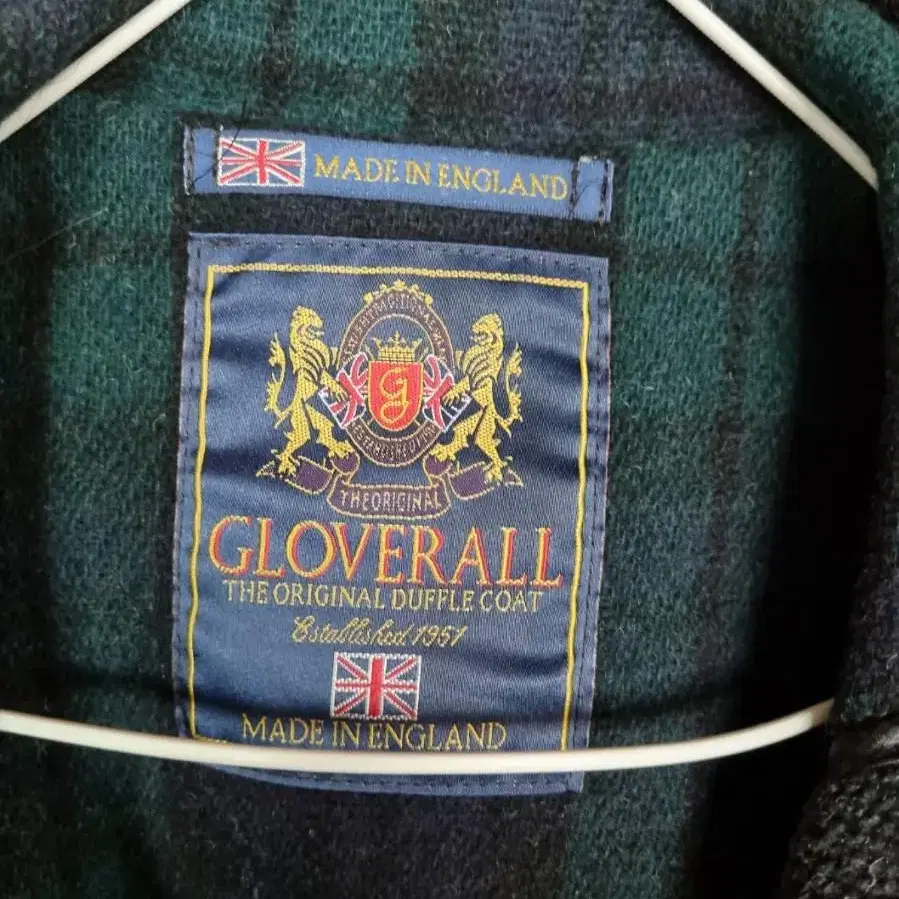 MADE IN ENGLAND
G
THE ORIGINAL
GLOVERALL
THE ORIGINAL DUFFLE COAT
Established 1951
MADE IN ENGLAND